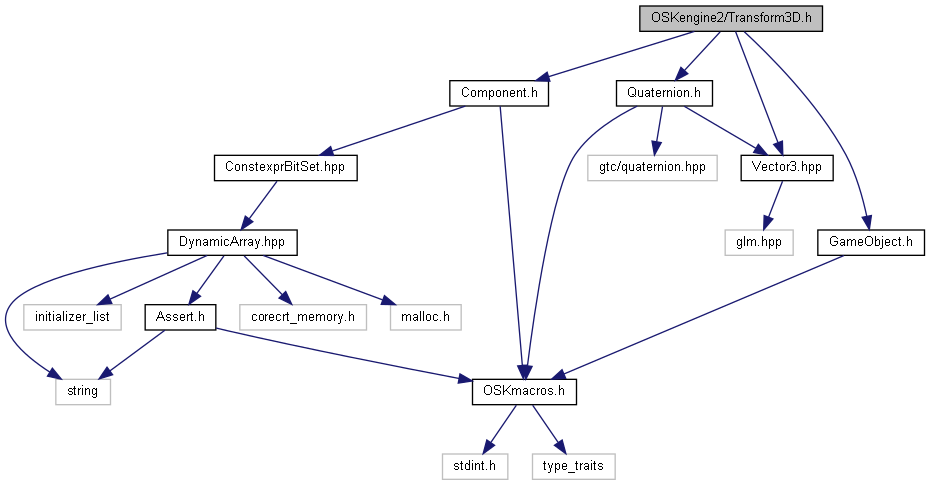 OSKengine2/Transform3D.h
Component.h
Quaternion.h
ConstexprBitSet.hpp
gtc/quaternion.hpp
Vector3.hpp
DynamicArray.hpp
glm.hpp
GameObject.h
initializer_list
Assert.h
corecrt_memory.h
malloc.h
string
OSKmacros.h
stdint.h
type_traits